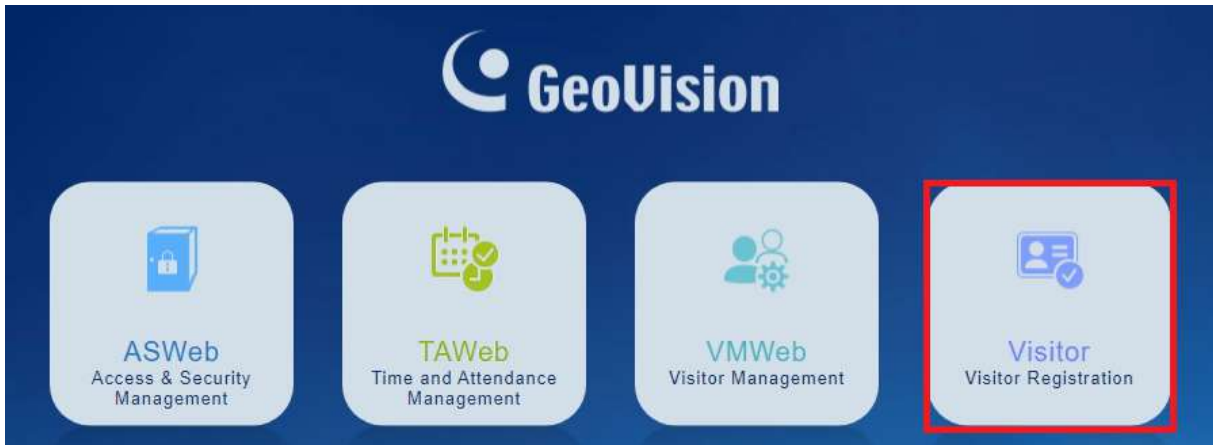 GeoVision
ASWeb
Access & Security
Management
TAWeb
Time and Attendance
Management
VMWeb
Visitor Management
Visitor
Visitor Registration